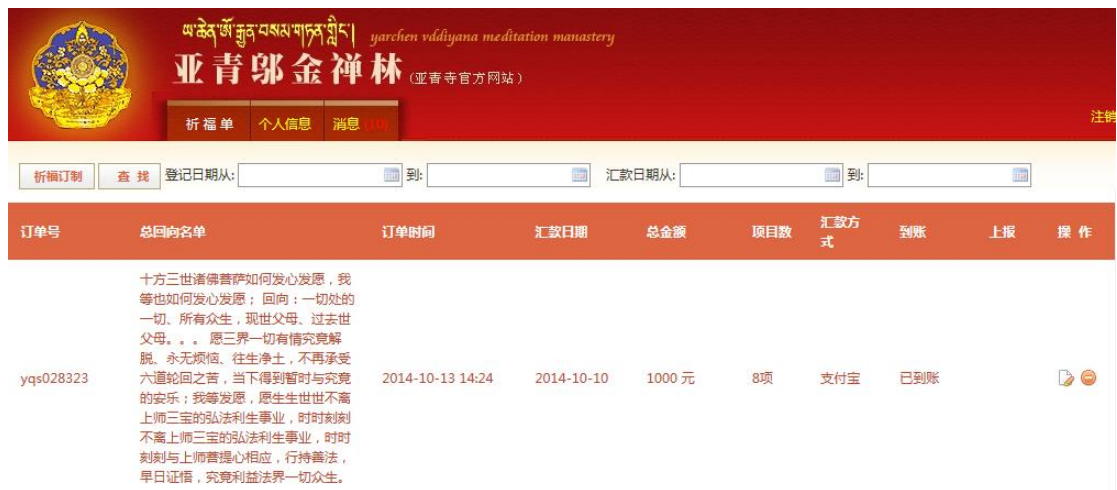 ཡ་ཆེན་ཨོ་རྒྱན་བསམ་གཏན་གླིང་།
yarchen vddiyana meditation manastery
亚青邬金禅林(亚青寺官方网站)
祈福单 个人信息 消息(10)
注销
祈福订制 查找 登记日期从: 到: 汇款日期从: 到:
订单号 总回向名单 订单时间 汇款日期 总金额 项目数 汇款方式 到账 上报 操作
十方三世诸佛菩萨如何发心发愿,我
等也如何发心发愿; 回向:一切处的
一切、所有众生,现世父母、过去世
父母。。。 愿三界一切有情究竟解
脱、永无烦恼、往生净土,不再承受
六道轮回之苦,当下得到暂时与究竟
的安乐;我等发愿,愿生生世世不离
上师三宝的弘法利生事业,时时刻刻
不离上师三宝的弘法利生事业,时时
刻刻与上师菩提心相应,行持善法,
早日证悟,究竟利益法界一切众生。
yqs028323 2014-10-13 14:24 2014-10-10 1000 元 8项 支付宝 已到账